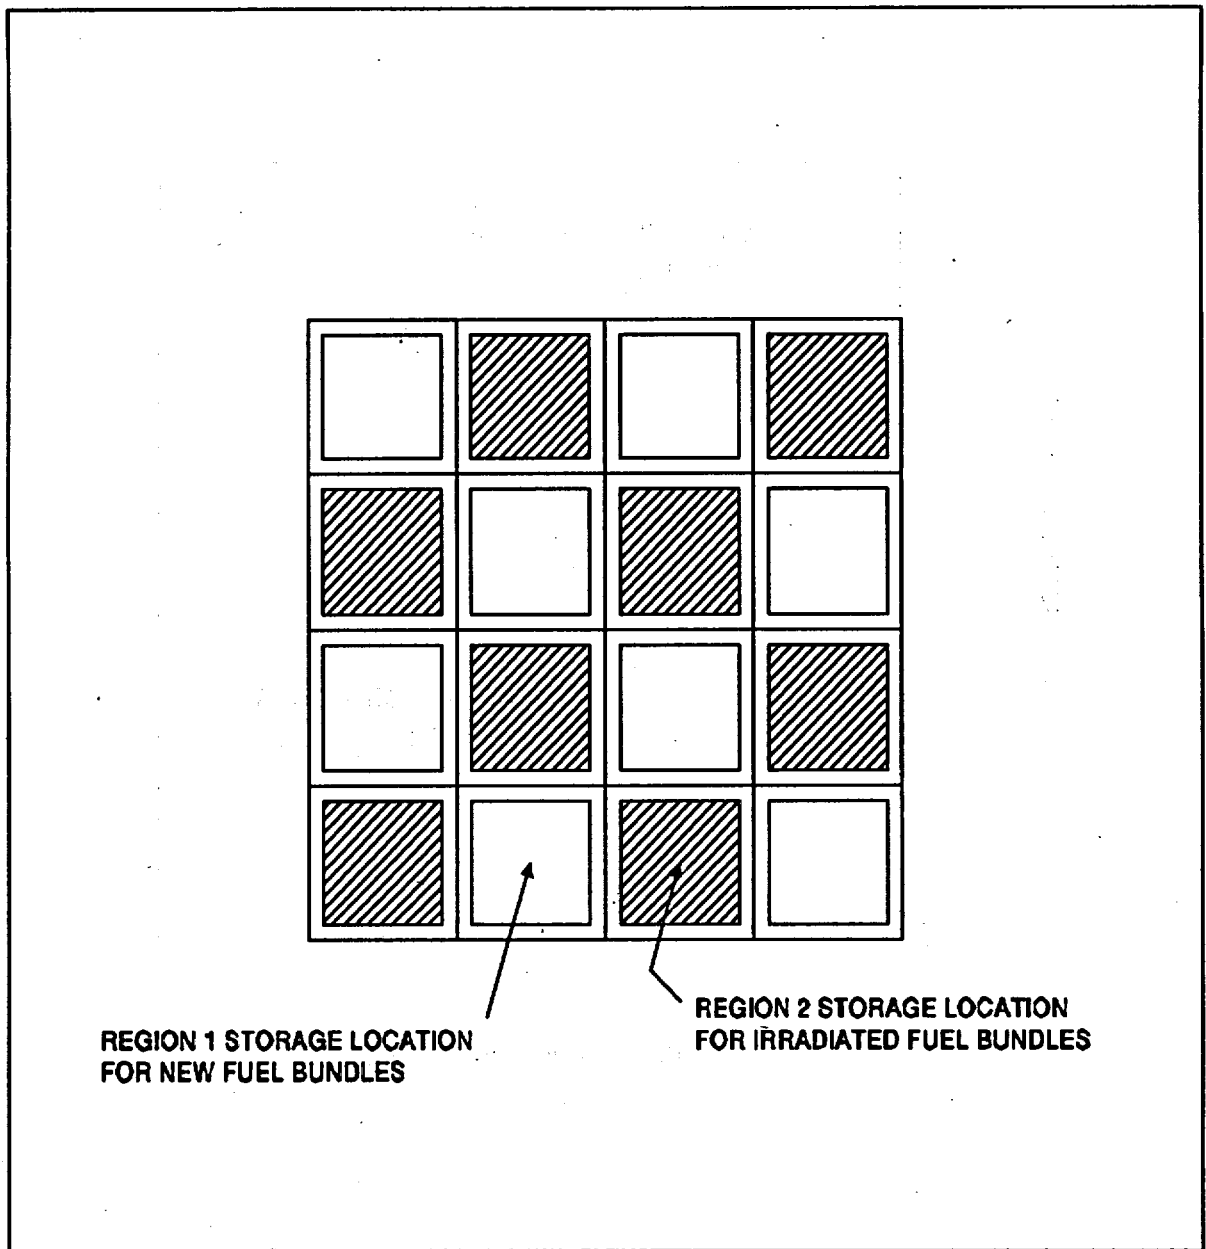 REGION 1 STORAGE LOCATION
FOR NEW FUEL BUNDLES
REGION 2 STORAGE LOCATION
FOR IRRADIATED FUEL BUNDLES